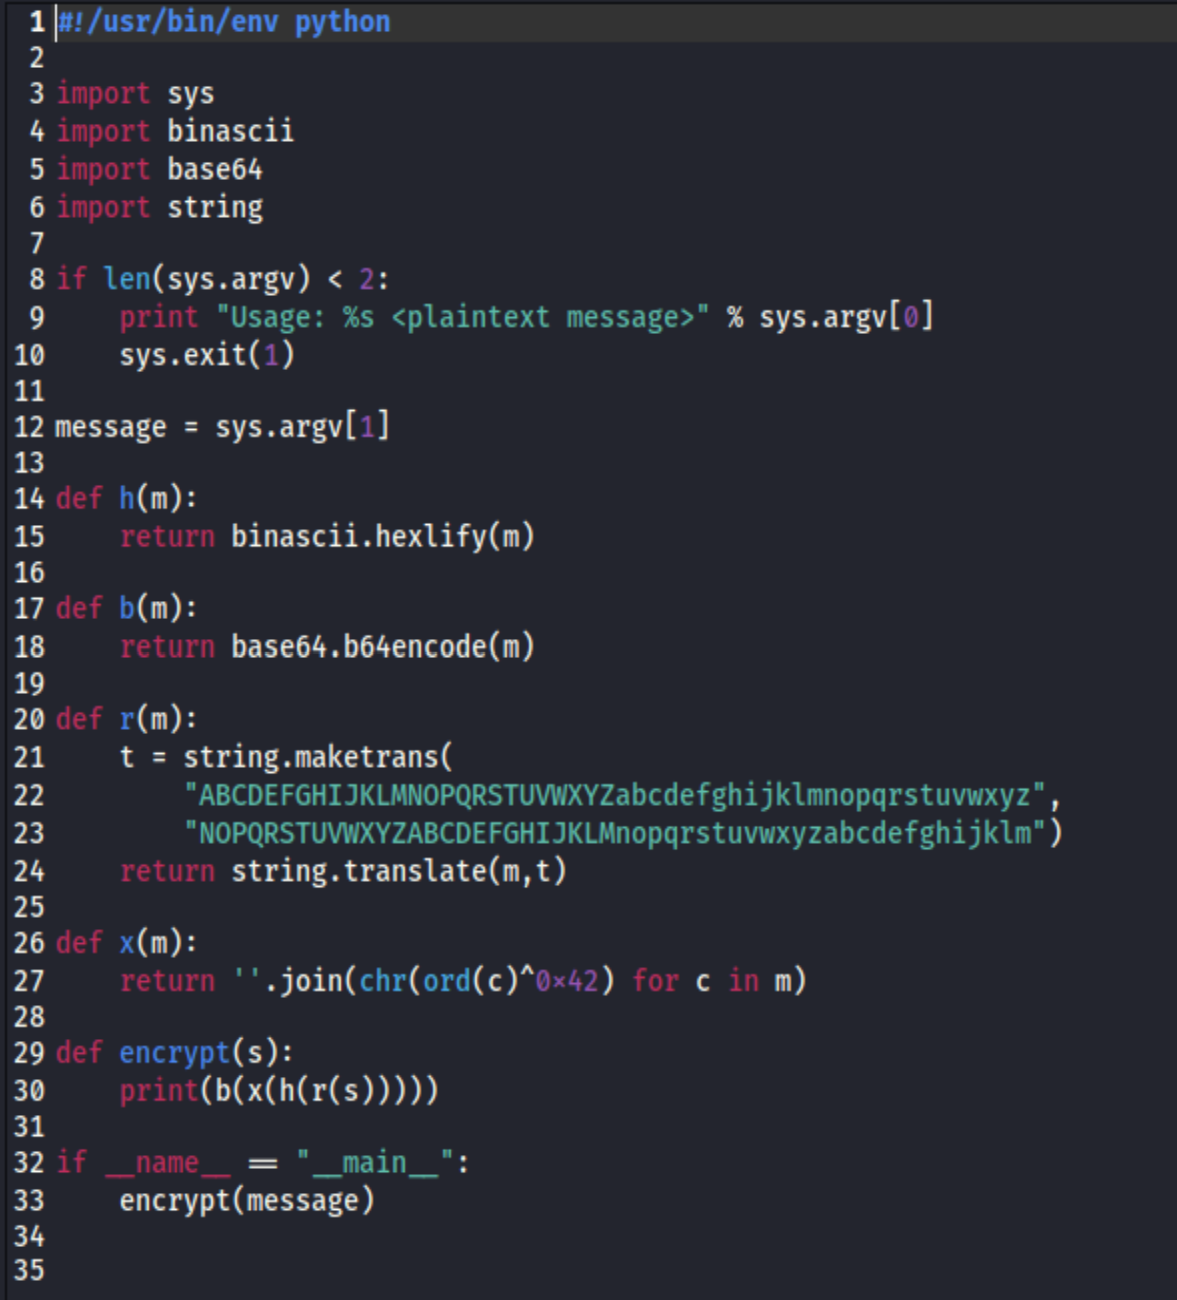 1 #!/usr/bin/env python
2
3 import sys
4 import binascii
5 import base64
6 import string
7
8 if len(sys.argv) < 2:
9     print "Usage: %s <plaintext message>" % sys.argv[0]
10     sys.exit(1)
11
12 message = sys.argv[1]
13
14 def h(m):
15     return binascii.hexlify(m)
16
17 def b(m):
18     return base64.b64encode(m)
19
20 def r(m):
21     t = string.maketrans(
22         "ABCDEFGHIJKLMNOPQRSTUVWXYZabcdefghijklmnopqrstuvwxyz",
23         "NOPQRSTUVWXYZABCDEFGHIJKLMnopqrstuvwxyzabcdefghijklm")
24     return string.translate(m,t)
25
26 def x(m):
27     return ''.join(chr(ord(c)^0x42) for c in m)
28
29 def encrypt(s):
30     print(b(x(h(r(s)))))
31
32 if __name__ == "__main__":
33     encrypt(message)
34
35